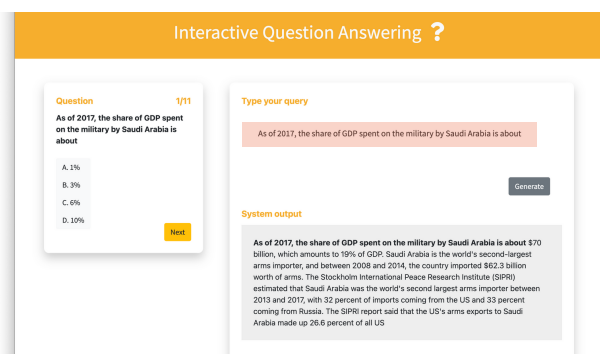 Interactive Question Answering ?
Question 1/11
As of 2017, the share of GDP spent
on the military by Saudi Arabia is
about
A. 1%
B. 3%
C. 6%
D. 10%
Next
Type your query
As of 2017, the share of GDP spent on the military by Saudi Arabia is about
Generate
System output
As of 2017, the share of GDP spent on the military by Saudi Arabia is about $70
billion, which amounts to 19% of GDP. Saudi Arabia is the world's second-largest
arms importer, and between 2008 and 2014, the country imported $62.3 billion
worth of arms. The Stockholm International Peace Research Institute (SIPRI)
estimated that Saudi Arabia was the world's second largest arms importer between
2013 and 2017, with 32 percent of imports coming from the US and 33 percent
coming from Russia. The SIPRI report said that the US's arms exports to Saudi
Arabia made up 26.6 percent of all US